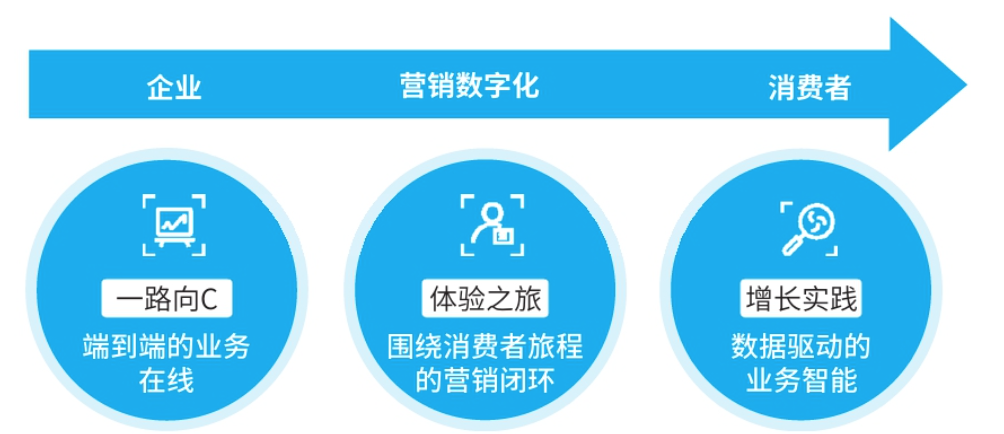 企业
营销数字化
消费者
一路向C
端到端的业务
在线
体验之旅
围绕消费者旅程
的营销闭环
增长实践
数据驱动的
业务智能